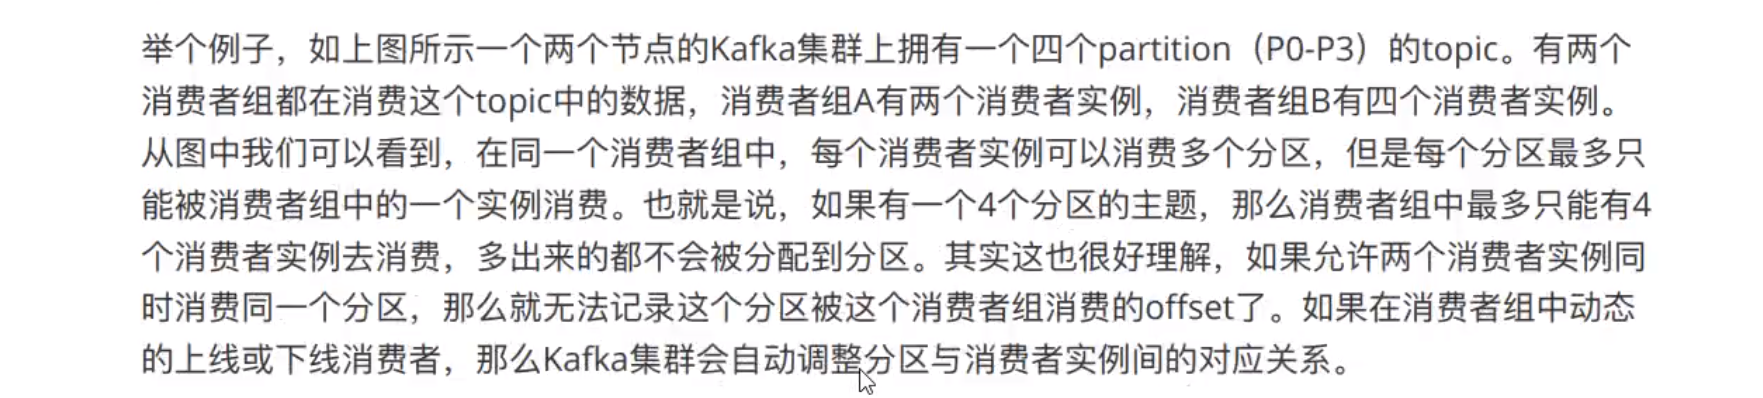 举个例子，如上图所示一个两个节点的Kafka集群上拥有一个四个partition（P0-P3）的topic。有两个
消费者组都在消费这个topic中的数据，消费者组A有两个消费者实例，消费者组B有四个消费者实例。
从图中我们可以看到，在同一个消费者组中，每个消费者实例可以消费多个分区，但是每个分区最多只
能被消费者组中的一个实例消费。也就是说，如果有一个4个分区的主题，那么消费者组中最多只能有4
个消费者实例去消费，多出来的都不会被分配到分区。其实这也很好理解，如果允许两个消费者实例同
时消费同一个分区，那么就无法记录这个分区被这个消费者组消费的offset了。如果在消费者组中动态
的上线或下线消费者，那么Kafka集群会自动调整分区与消费者实例间的对应关系。